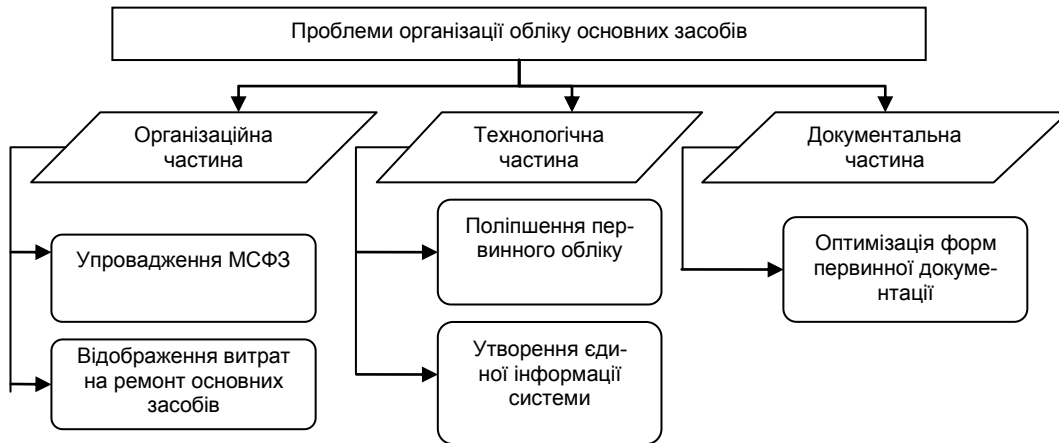 Проблеми організації обліку основних засобів
Організаційна
частина
Технологічна
частина
Документальна
частина
Упровадження МСФЗ
Поліпшення пер-
винного обліку
Оптимізація форм
первинної докуме-
нтації
Відображення витрат
на ремонт основних
засобів
Утворення єди-
ної інформації
системи